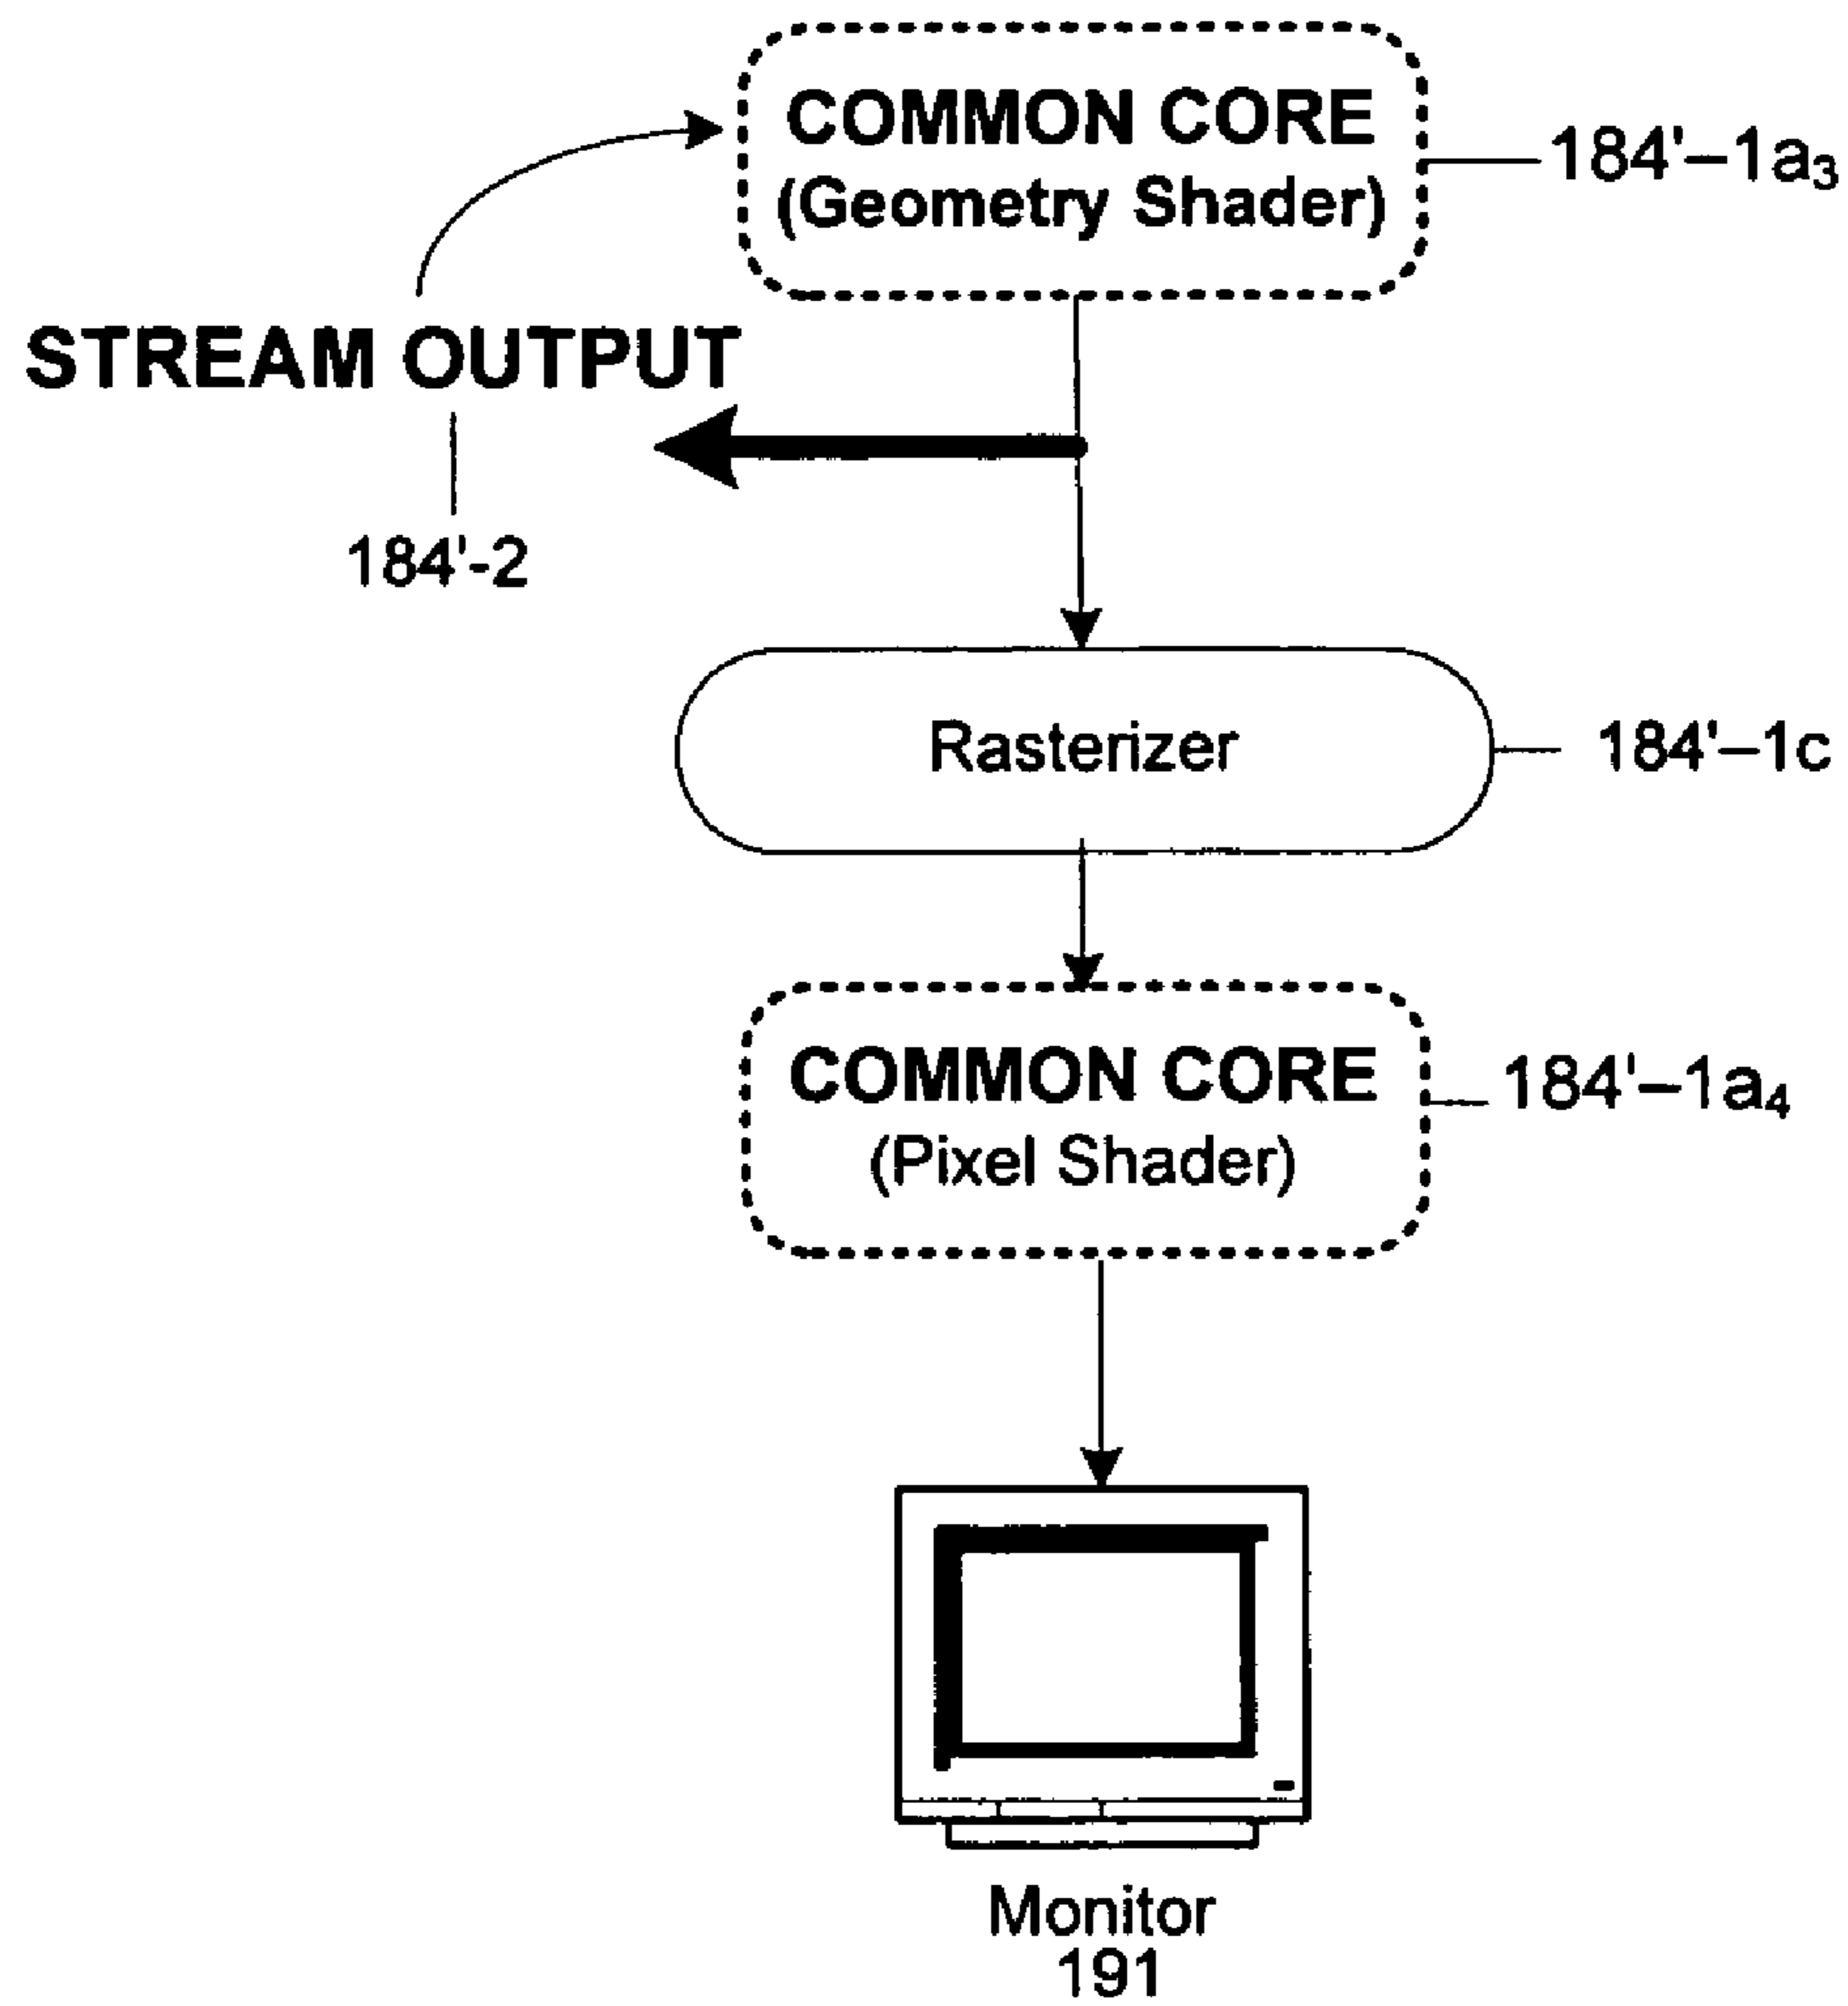 COMMON CORE
(Geometry Shader)
184'–1a₃
STREAM OUTPUT
184'-2
Rasterizer
184'–1c
COMMON CORE
(Pixel Shader)
184'–1a₄
Monitor
191